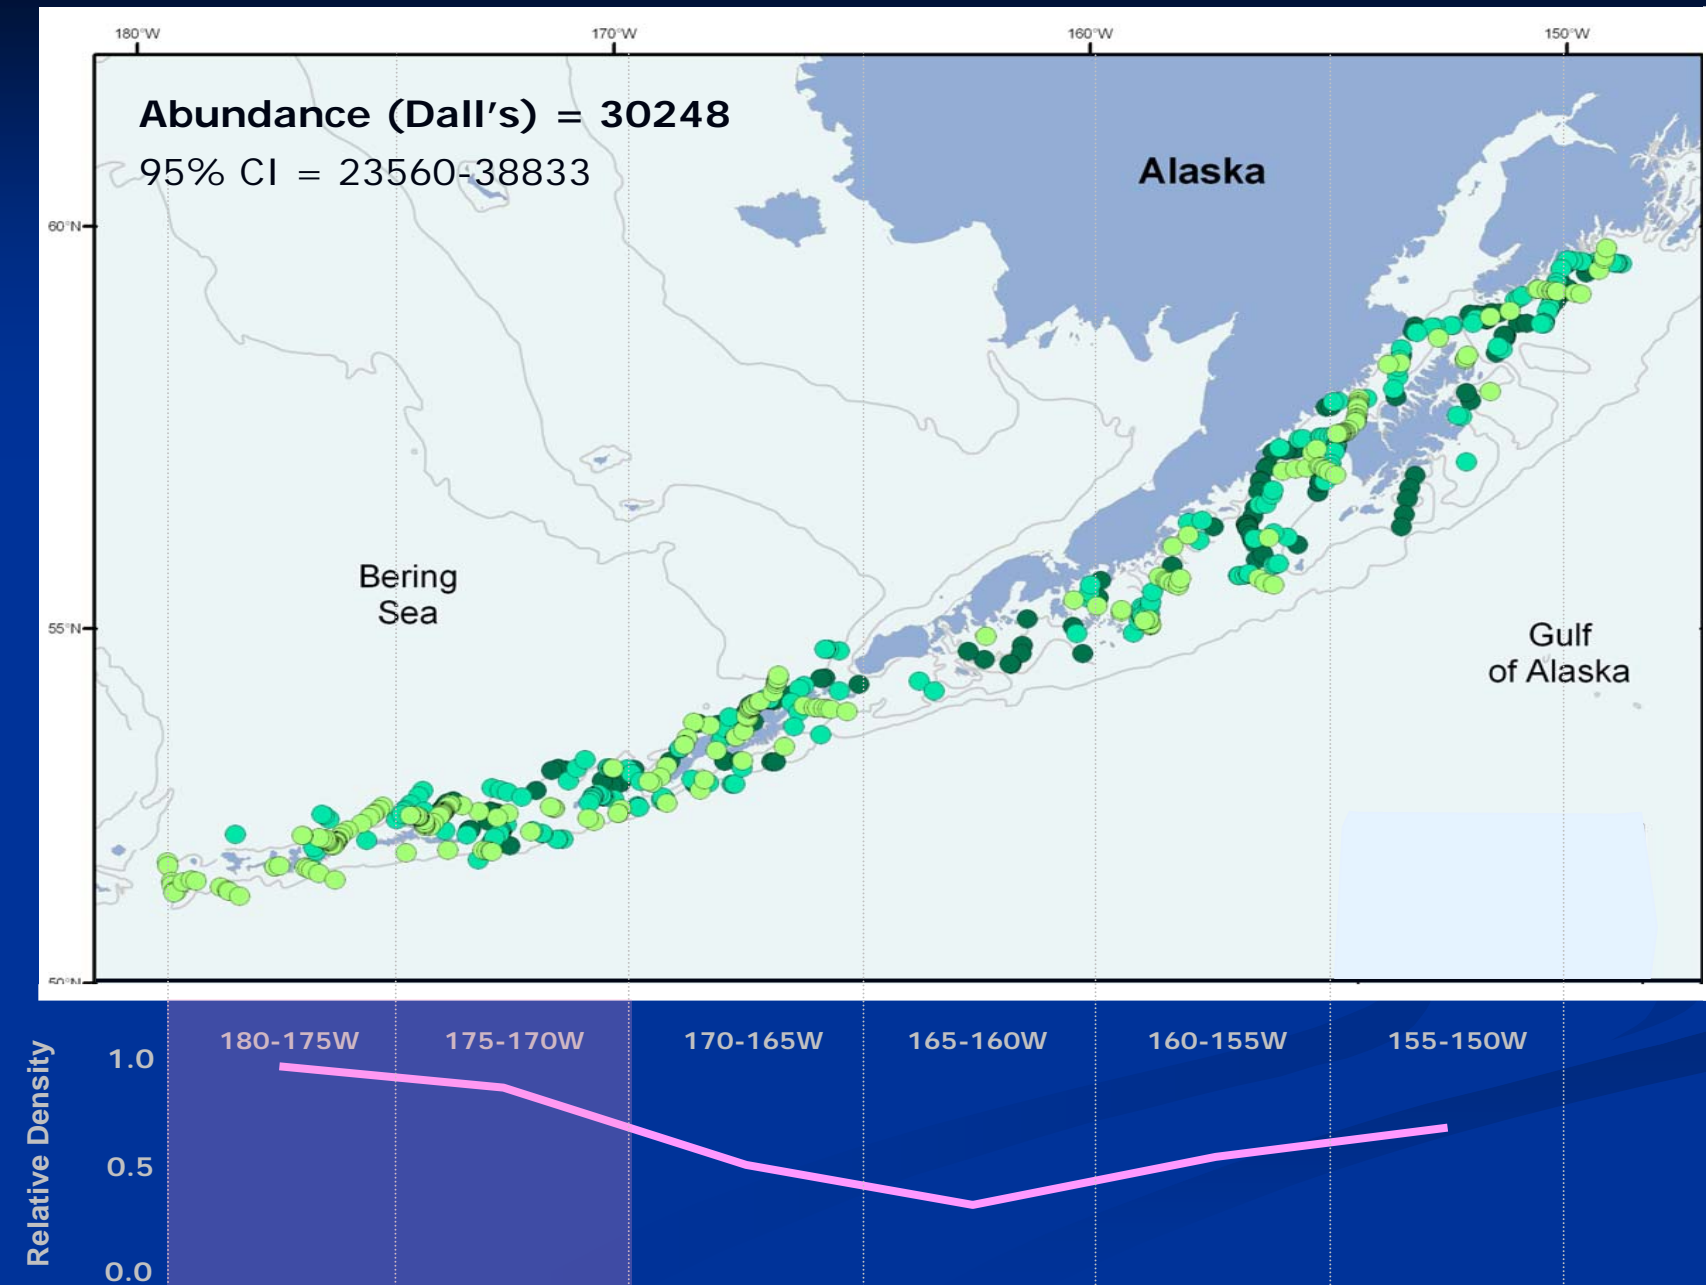 180°W 170°W 160°W 150°W
Abundance (Dall's) = 30248
95% CI = 23560-38833
Alaska
60°N
Bering
Sea
55°N
Gulf
of Alaska
50°N
180-175W 175-170W 170-165W 165-160W 160-155W 155-150W
Relative Density
1.0
0.5
0.0